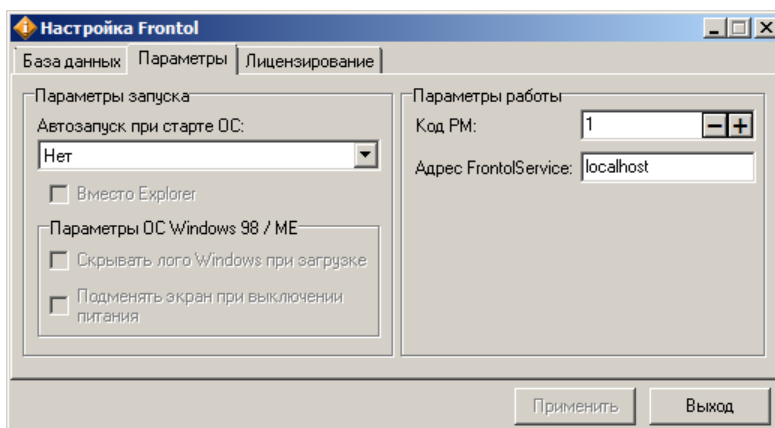 Настройка Frontol
База данных Параметры Лицензирование
Параметры запуска
Автозапуск при старте ОС:
Нет
Вместо Explorer
Параметры ОС Windows 98 / ME
Скрывать лого Windows при загрузке
Подменять экран при выключении
питания
Параметры работы
Код РМ: 1
Адрес FrontolService: localhost
Применить Выход